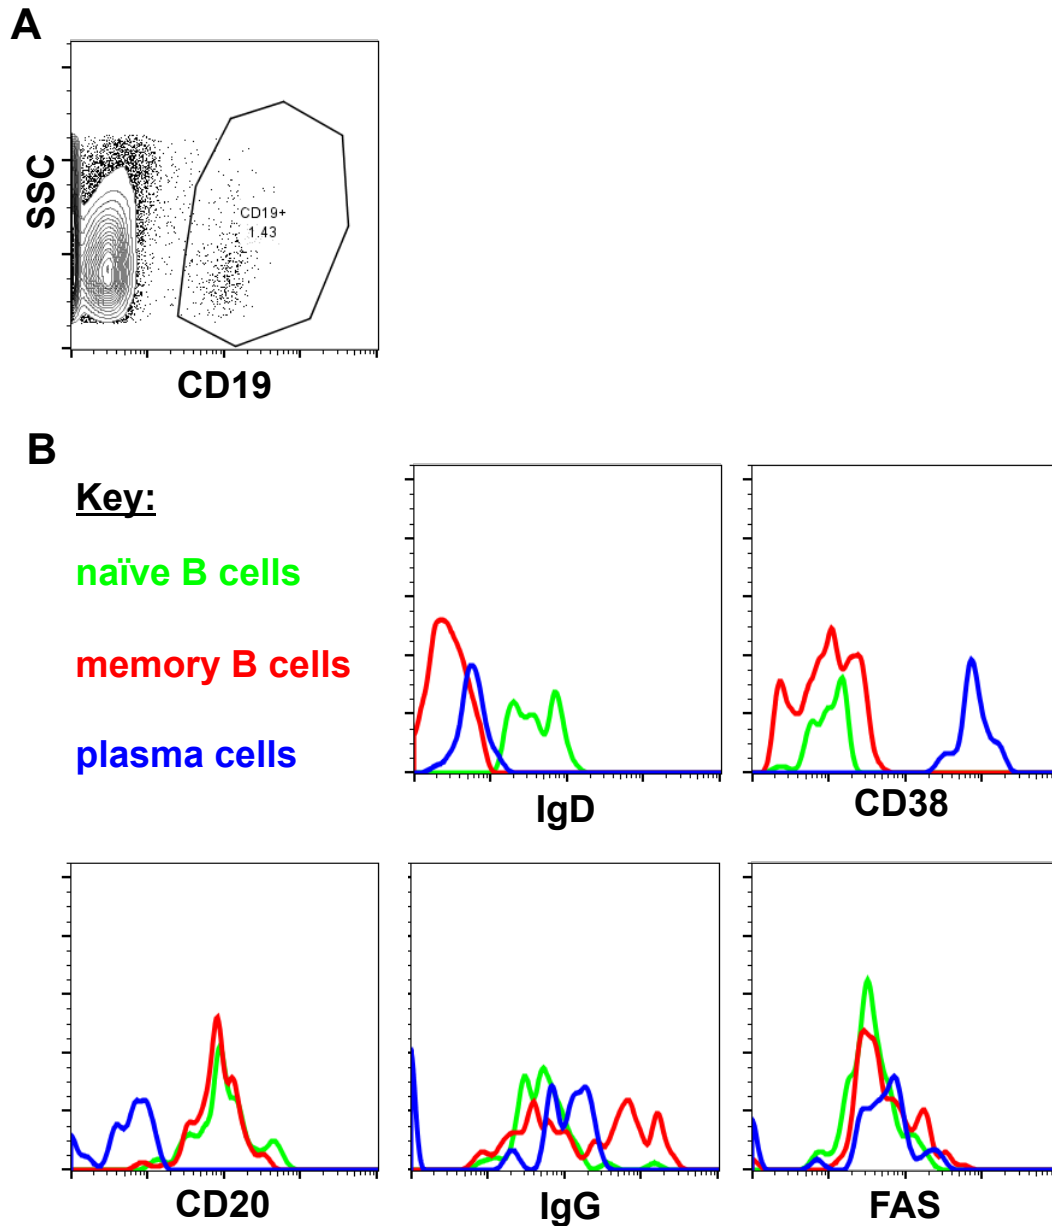 A
SSC
CD19+
1.43
CD19
B
Key:
naïve B cells
memory B cells
plasma cells
IgD
CD38
CD20
IgG
FAS